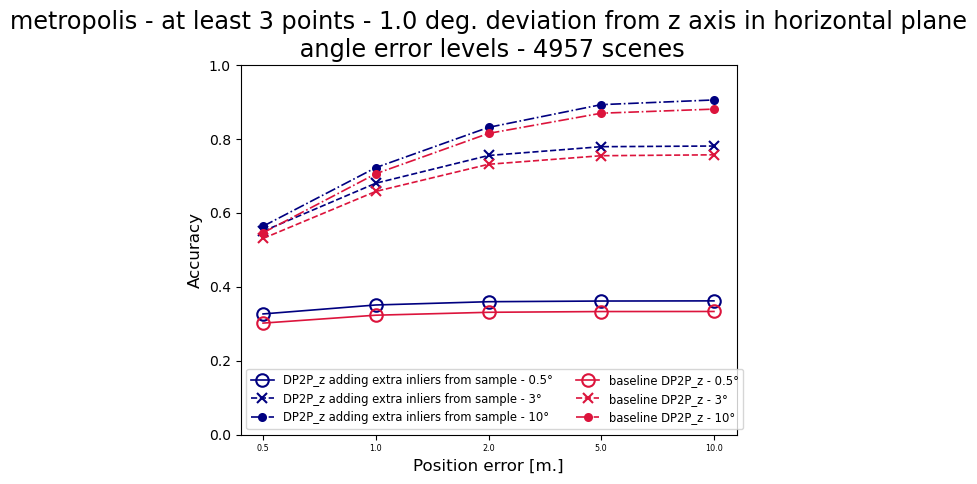 metropolis - at least 3 points - 1.0 deg. deviation from z axis in horizontal plane
angle error levels - 4957 scenes
1.0
0.8
0.6
0.4
0.2
0.0
Accuracy
DP2P_z adding extra inliers from sample - 0.5°
DP2P_z adding extra inliers from sample - 3°
DP2P_z adding extra inliers from sample - 10°
baseline DP2P_z - 0.5°
baseline DP2P_z - 3°
baseline DP2P_z - 10°
0.5 1.0 2.0 5.0 10.0
Position error [m.]